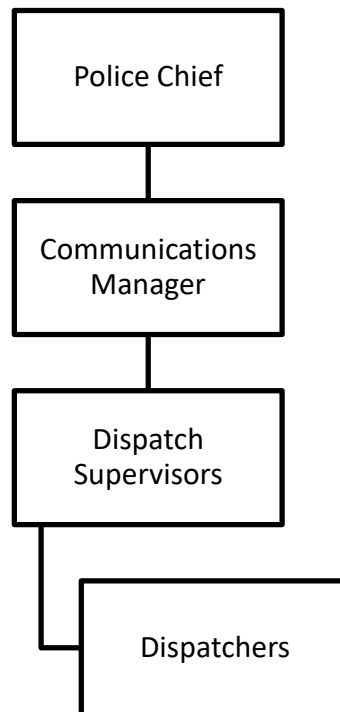 Police Chief
Communications
Manager
Dispatch
Supervisors
Dispatchers